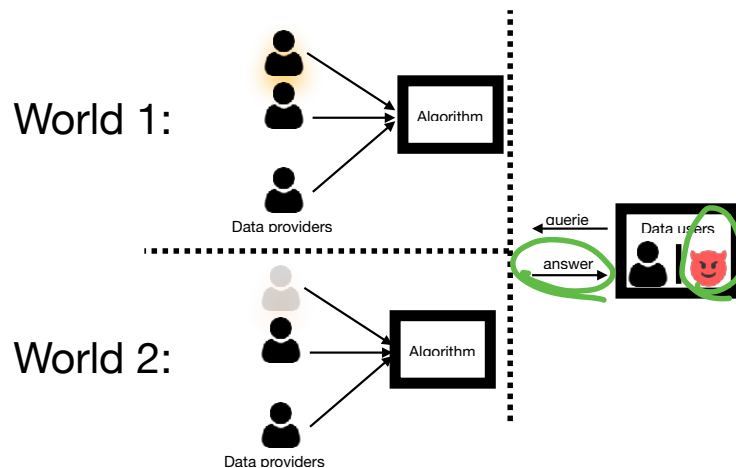 World 1:
Algorithm
Data providers
querie
Data users
answer
World 2:
Algorithm
Data providers